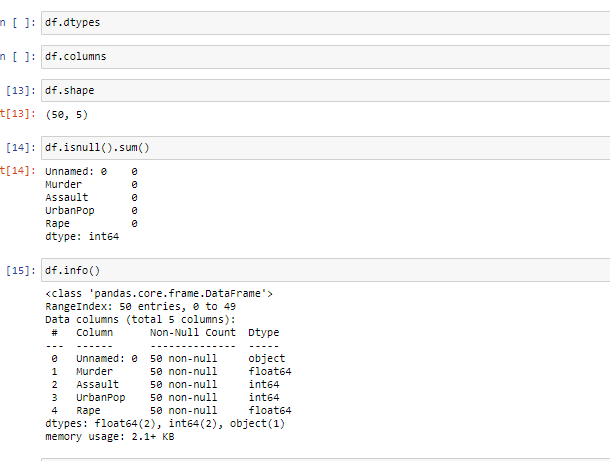 n [ ]: df.dtypes
n [ ]: df.columns
[13]: df.shape
t[13]: (50, 5)
[14]: df.isnull().sum()
t[14]: Unnamed: 0    0
Murder        0
Assault       0
UrbanPop      0
Rape          0
dtype: int64
[15]: df.info()
<class 'pandas.core.frame.DataFrame'>
RangeIndex: 50 entries, 0 to 49
Data columns (total 5 columns):
 #   Column      Non-Null Count  Dtype
---  ------      --------------  -----
 0   Unnamed: 0  50 non-null     object
 1   Murder      50 non-null     float64
 2   Assault     50 non-null     int64
 3   UrbanPop    50 non-null     int64
 4   Rape        50 non-null     float64
dtypes: float64(2), int64(2), object(1)
memory usage: 2.1+ KB